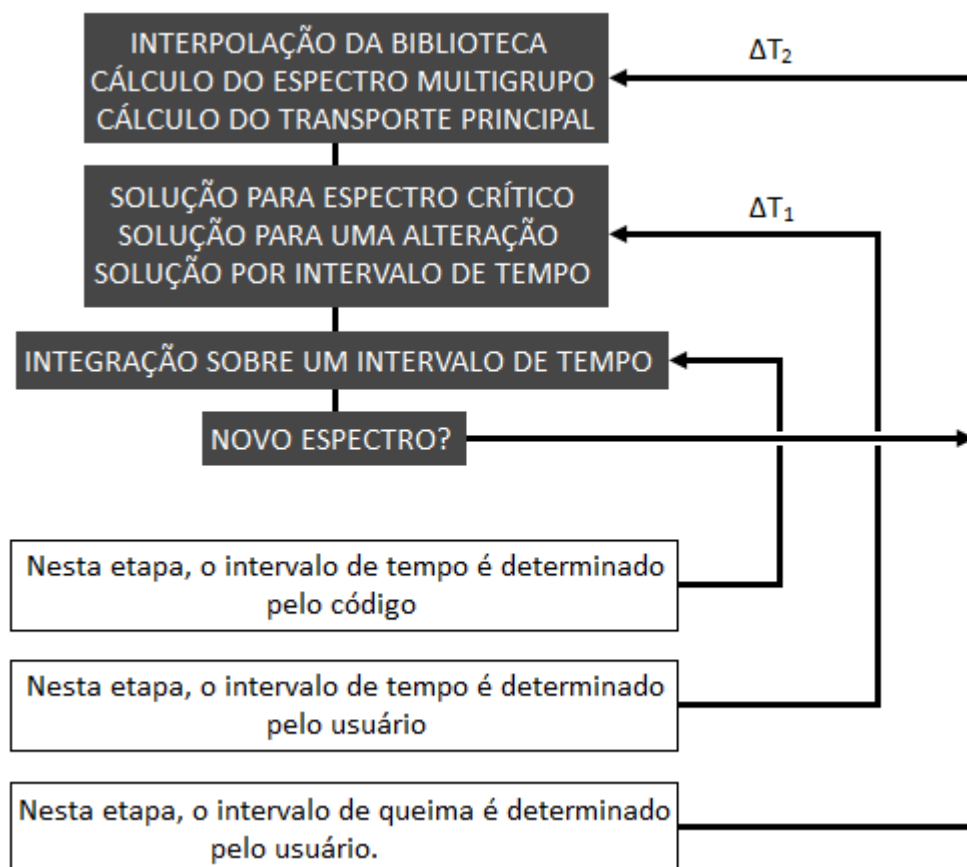 INTERPOLAÇÃO DA BIBLIOTECA
CÁLCULO DO ESPECTRO MULTIGRUPO
CÁLCULO DO TRANSPORTE PRINCIPAL
ΔT₂
SOLUÇÃO PARA ESPECTRO CRÍTICO
SOLUÇÃO PARA UMA ALTERAÇÃO
SOLUÇÃO POR INTERVALO DE TEMPO
ΔT₁
INTEGRAÇÃO SOBRE UM INTERVALO DE TEMPO
NOVO ESPECTRO?
Nesta etapa, o intervalo de tempo é determinado
pelo código
Nesta etapa, o intervalo de tempo é determinado
pelo usuário
Nesta etapa, o intervalo de queima é determinado
pelo usuário.